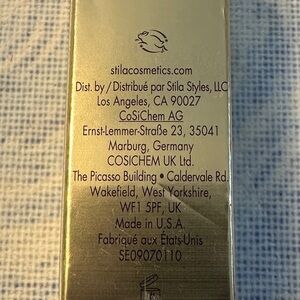 stilacosmetics.com
Dist. by / Distribué par Stila Styles, LLC
Los Angeles, CA 90027
CoSiChem AG
Ernst-Lemmer-Straße 23, 35041
Marburg, Germany
COSICHEM UK Ltd.
The Picasso Building • Caldervale Rd.
Wakefield, West Yorkshire,
WF1 5PF, UK
Made in U.S.A.
Fabriqué aux États-Unis
SE09070110